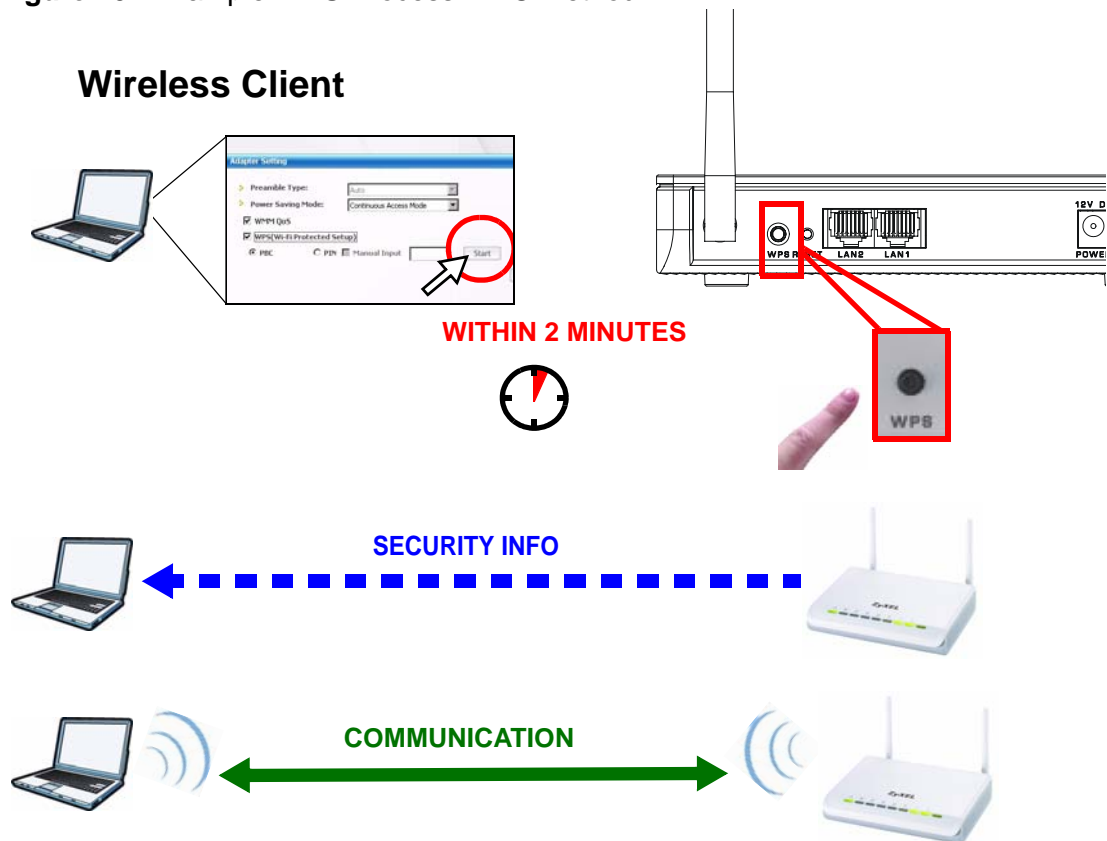 Wireless Client
Adapter Setting
Preamble Type: Auto
Power Saving Mode: Continuous Access Mode
WMM QoS
WPS(Wi-Fi Protected Setup)
PBC PIN Manual Input Start
WPS LAN2 LAN1
12V D
POWE
WITHIN 2 MINUTES
WPS
SECURITY INFO
ZyXEL
COMMUNICATION
ZyXEL